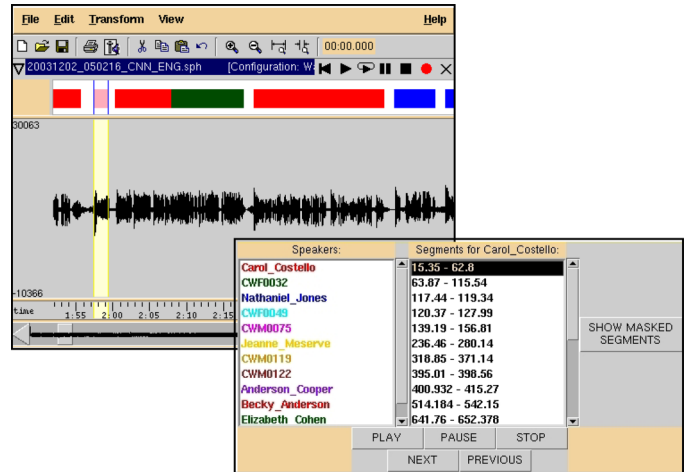 File Edit Transform View Help
00:00.000
20031202_050216_CNN_ENG.sph [Configuration: W
30063
-10366
time 1:55 2:00 2:05 2:10 2:15
Speakers: Segments for Carol_Costello:
Carol_Costello 15.35 - 62.8
CWF0032 63.87 - 115.54
Nathaniel_Jones 117.44 - 119.34
CWF0049 120.37 - 127.99
CWM0075 139.19 - 156.81
Jeanne_Meserve 236.46 - 280.14
CWM0119 318.85 - 371.14
CWM0122 395.01 - 398.56
Anderson_Cooper 400.932 - 415.27
Becky_Anderson 514.184 - 542.15
Elizabeth_Cohen 641.76 - 652.378
SHOW MASKED
SEGMENTS
PLAY PAUSE STOP
NEXT PREVIOUS